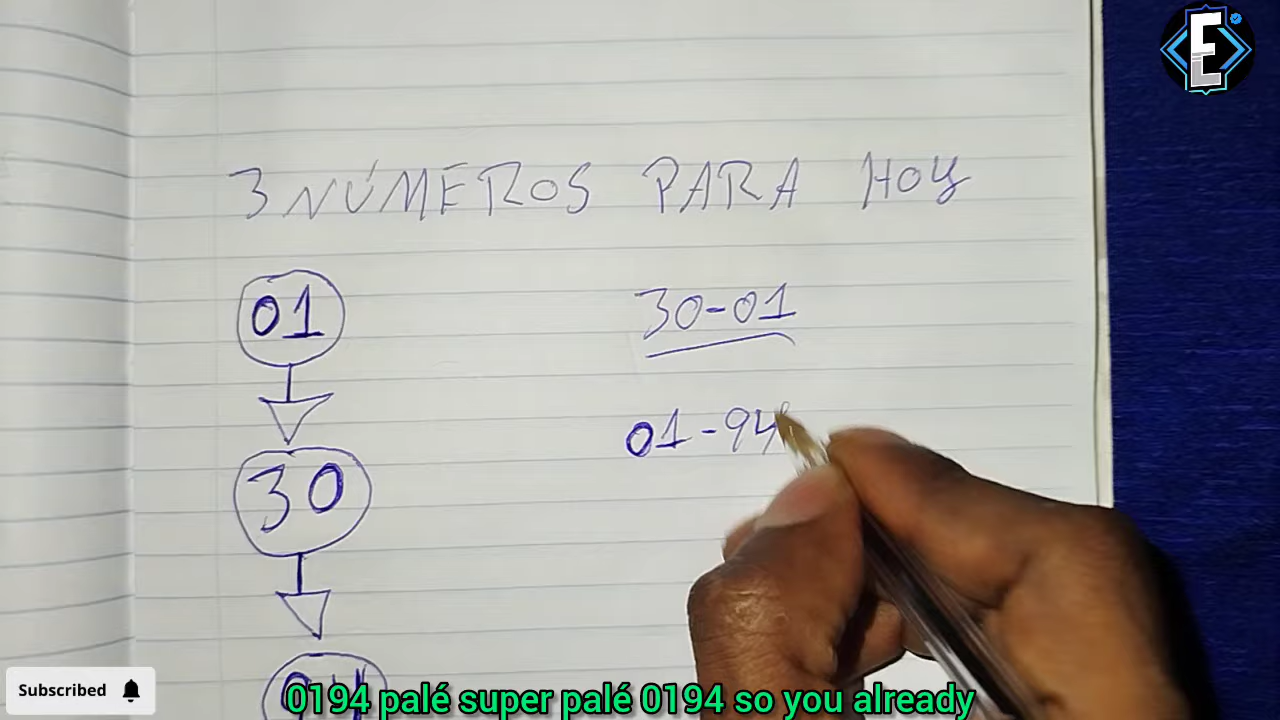 E
3 NÚMEROS PARA HOY
01
30-01
01-94
30
Subscribed
0194 palé super palé 0194 so you already